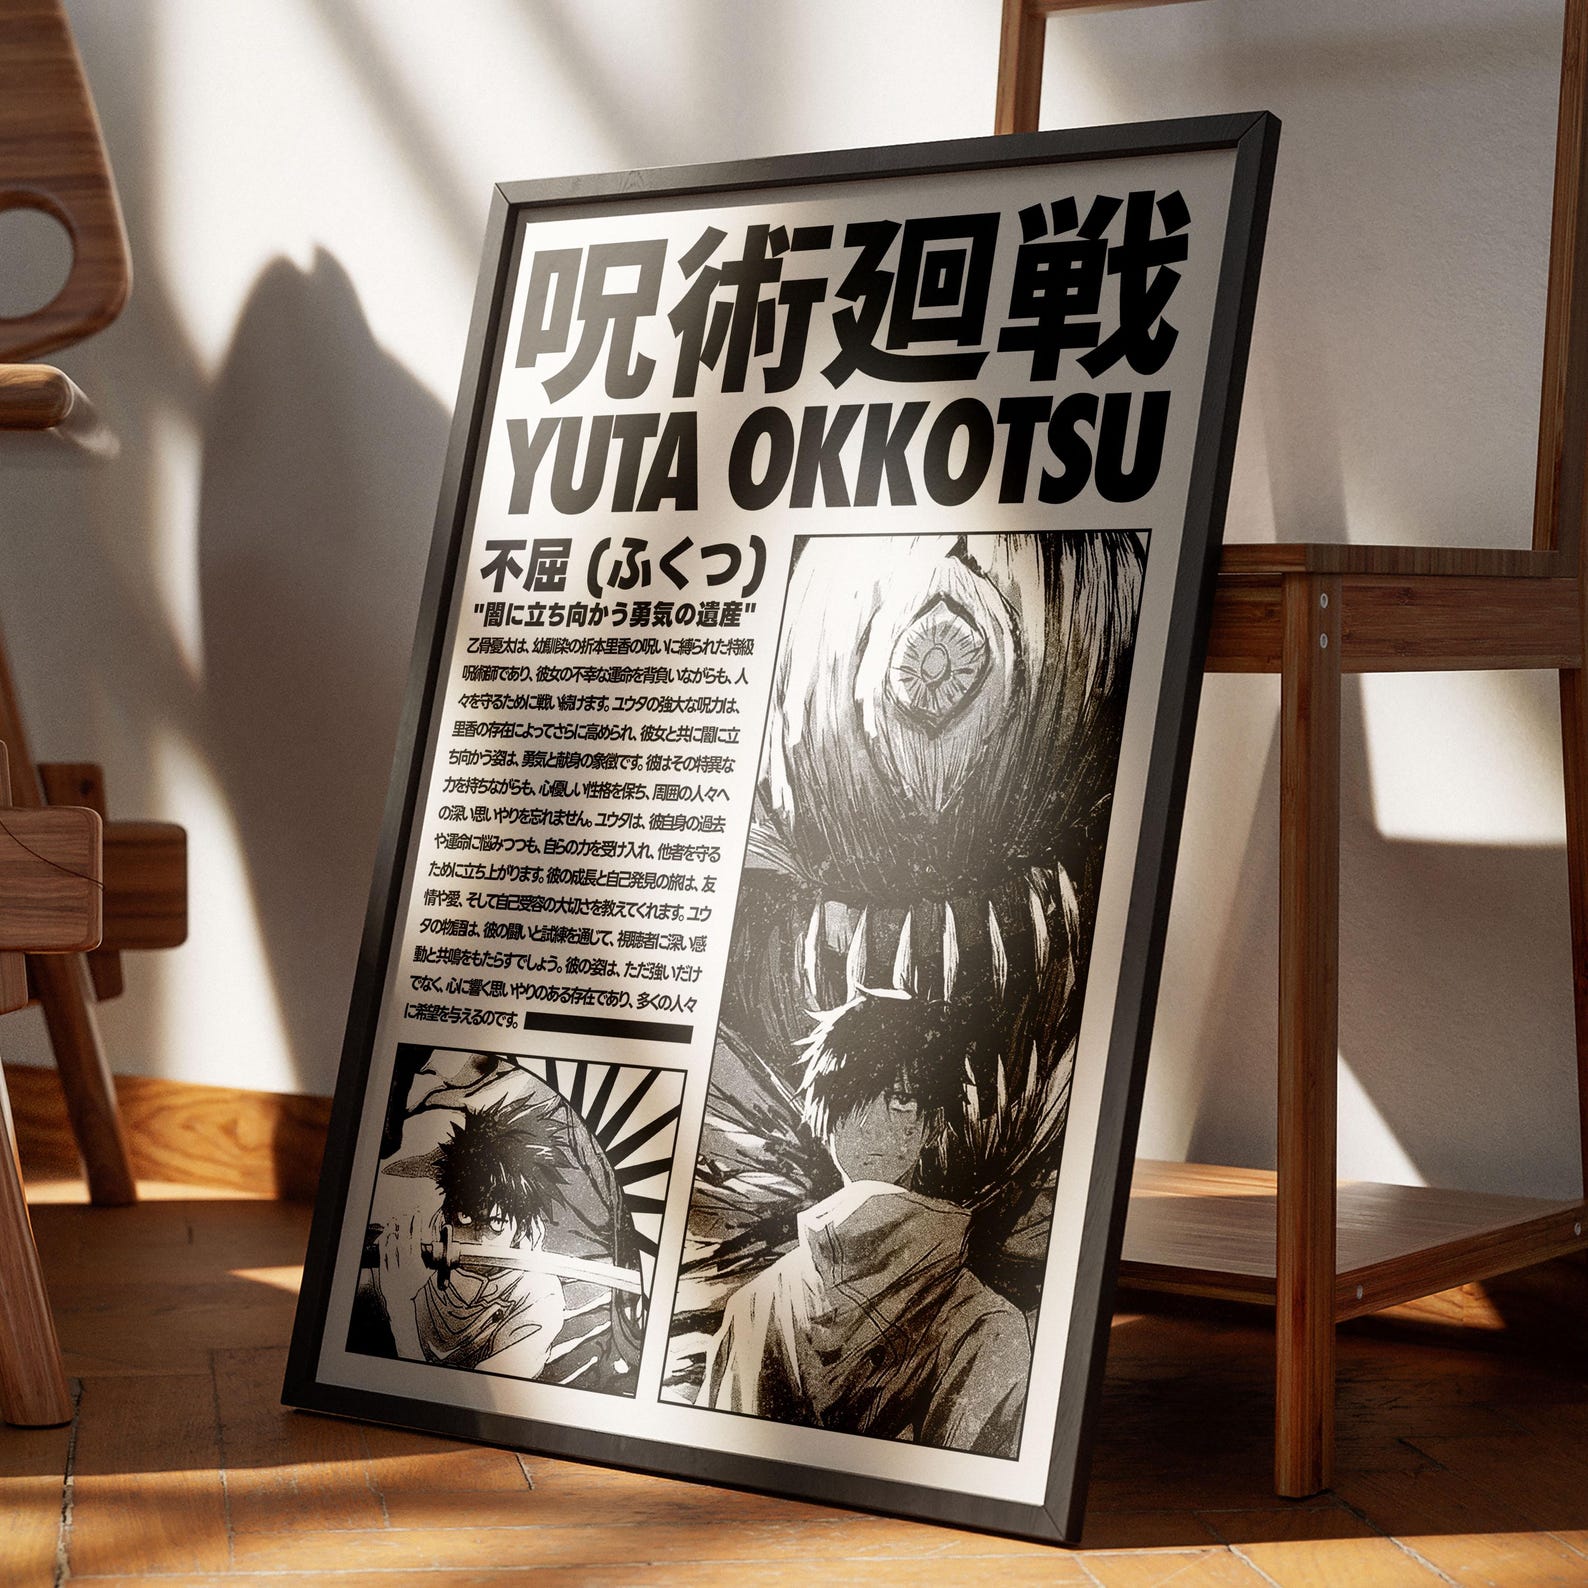 呪術廻戦
YUTA OKKOTSU
不屈 (ふくつ)
"闇に立ち向かう勇気の遺産"
乙骨憂太は、幼馴染の折本里香の呪いに縛られた特級
呪術師であり、彼女の不幸な運命を背負いながらも、人
々を守るために戦い続けます。ユウタの強大な呪力は、
里香の存在によってさらに高められ、彼女と共に闇に立
ち向かう姿は、勇気と献身の象徴です。彼はその特異な
力を持ちながらも、心優しい性格を保ち、周囲の人々へ
の深い思いやりを忘れません。ユウタは、彼自身の過去
や運命に悩みつつも、自らの力を受け入れ、他者を守る
ために立ち上がります。彼の成長と自己発見の旅は、友
情や愛、そして自己受容の大切さを教えてくれます。ユウ
タの物語は、彼の闘いと試練を通じて、視聴者に深い感
動と共鳴をもたらすでしょう。彼の姿は、ただ強いだけ
でなく、心に響く思いやりのある存在であり、多くの人々
に希望を与えるのです。